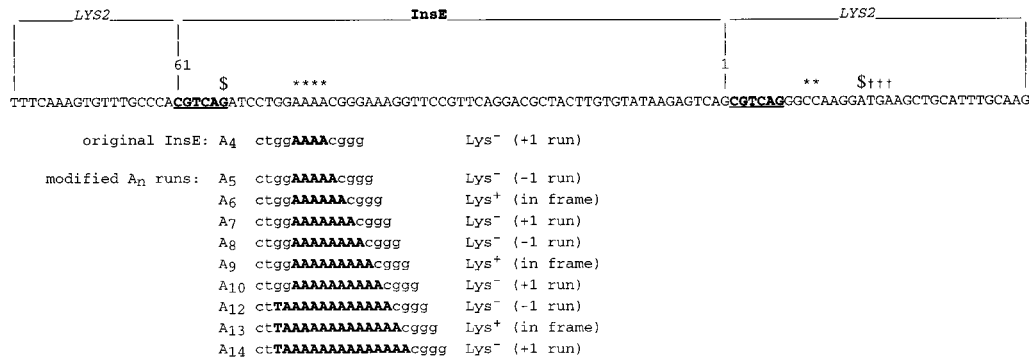 LYS2 InsE LYS2
61 1
$ **** ** $†††
TTTCAAAGTGTTTGCCCACGTCAGATCCTGGAAAACGGGAAAGGTTCCGTTCAGGACGCTACTTGTGTATAAGAGTCAGCGTCAGGGCCAAGGATGAAGCTGCATTTGCAAG
original InsE: A4 ctggAAAAcggg Lys⁻ (+1 run)
modified An runs: A5 ctggAAAAAcggg Lys⁻ (-1 run)
A6 ctggAAAAAAcggg Lys⁺ (in frame)
A7 ctggAAAAAAAcggg Lys⁻ (+1 run)
A8 ctggAAAAAAAAcggg Lys⁻ (-1 run)
A9 ctggAAAAAAAAAcggg Lys⁺ (in frame)
A10 ctggAAAAAAAAAAcggg Lys⁻ (+1 run)
A12 ctTAAAAAAAAAAAAcggg Lys⁻ (-1 run)
A13 ctTAAAAAAAAAAAAAcggg Lys⁺ (in frame)
A14 ctTAAAAAAAAAAAAAAcggg Lys⁻ (+1 run)